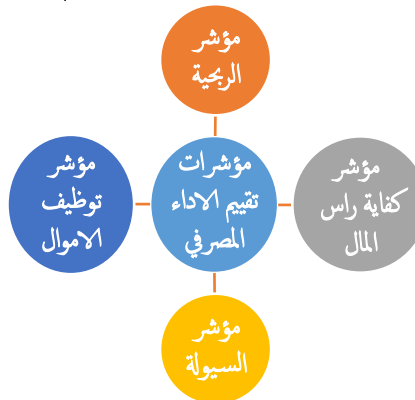 مؤشر
الربحية
مؤشر
كفاية راس
المال
مؤشرات
تقييم الاداء
المصرفي
مؤشر
توظيف
الاموال
مؤشر
السيولة